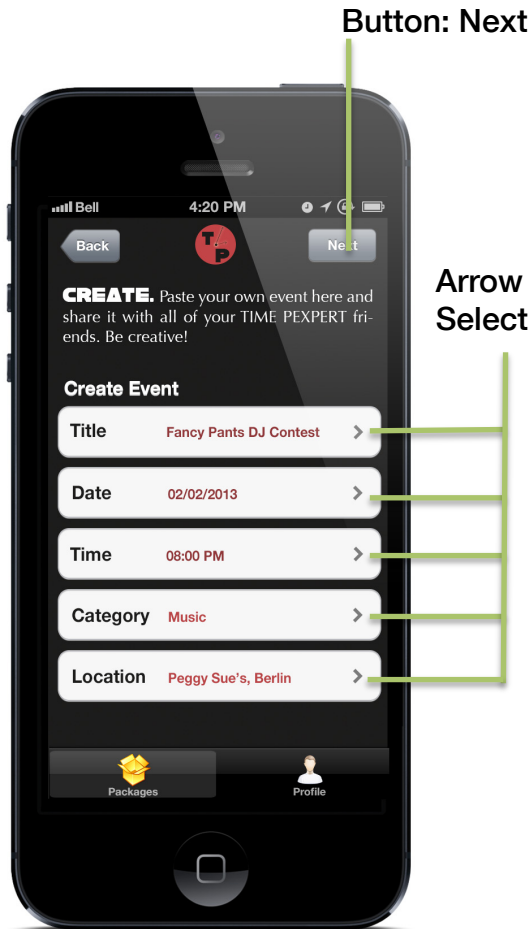 Button: Next
Bell 4:20 PM
Back TP Next
CREATE. Paste your own event here and
share it with all of your TIME PEXPERT fri-
ends. Be creative!
Arrow
Select
Create Event
Title Fancy Pants DJ Contest
Date 02/02/2013
Time 08:00 PM
Category Music
Location Peggy Sue's, Berlin
Packages Profile